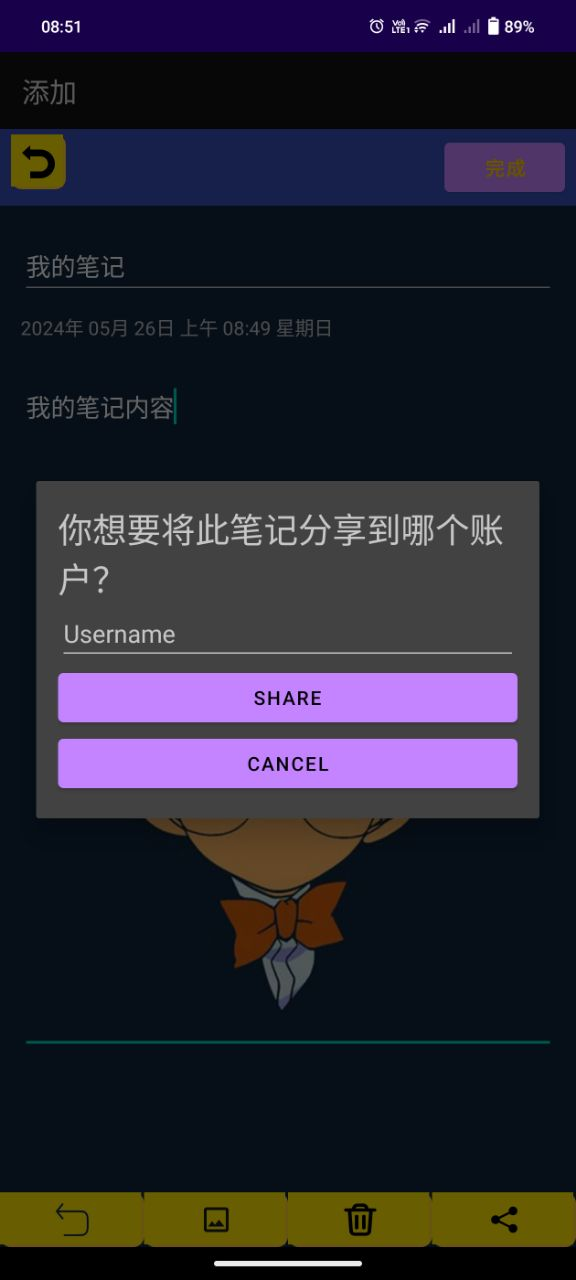 08:51
Vo) LTE1
89%
添加
完成
我的笔记
2024年 05月 26日 上午 08:49 星期日
我的笔记内容
你想要将此笔记分享到哪个账
户？
Username
SHARE
CANCEL